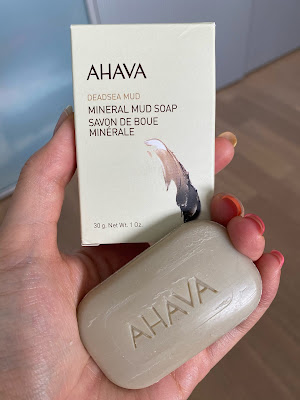 AHAVA
DEADSEA MUD
MINERAL MUD SOAP
SAVON DE BOUE
MINÉRALE
30 g. Net Wt. 1 Oz.
AHAVA